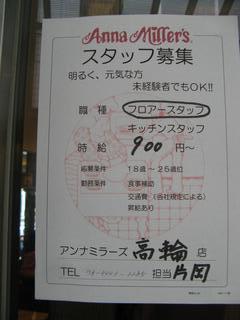 Anna Miller's
スタッフ募集
明るく、元気な方
未経験者でもOK!!
職種 フロアースタッフ
キッチンスタッフ
時給 900円〜
応募条件 18歳〜25歳位
勤務条件 食事補助
交通費(各社規定による)
昇給あり
アンナミラーズ 高輪 店
TEL 担当 片岡